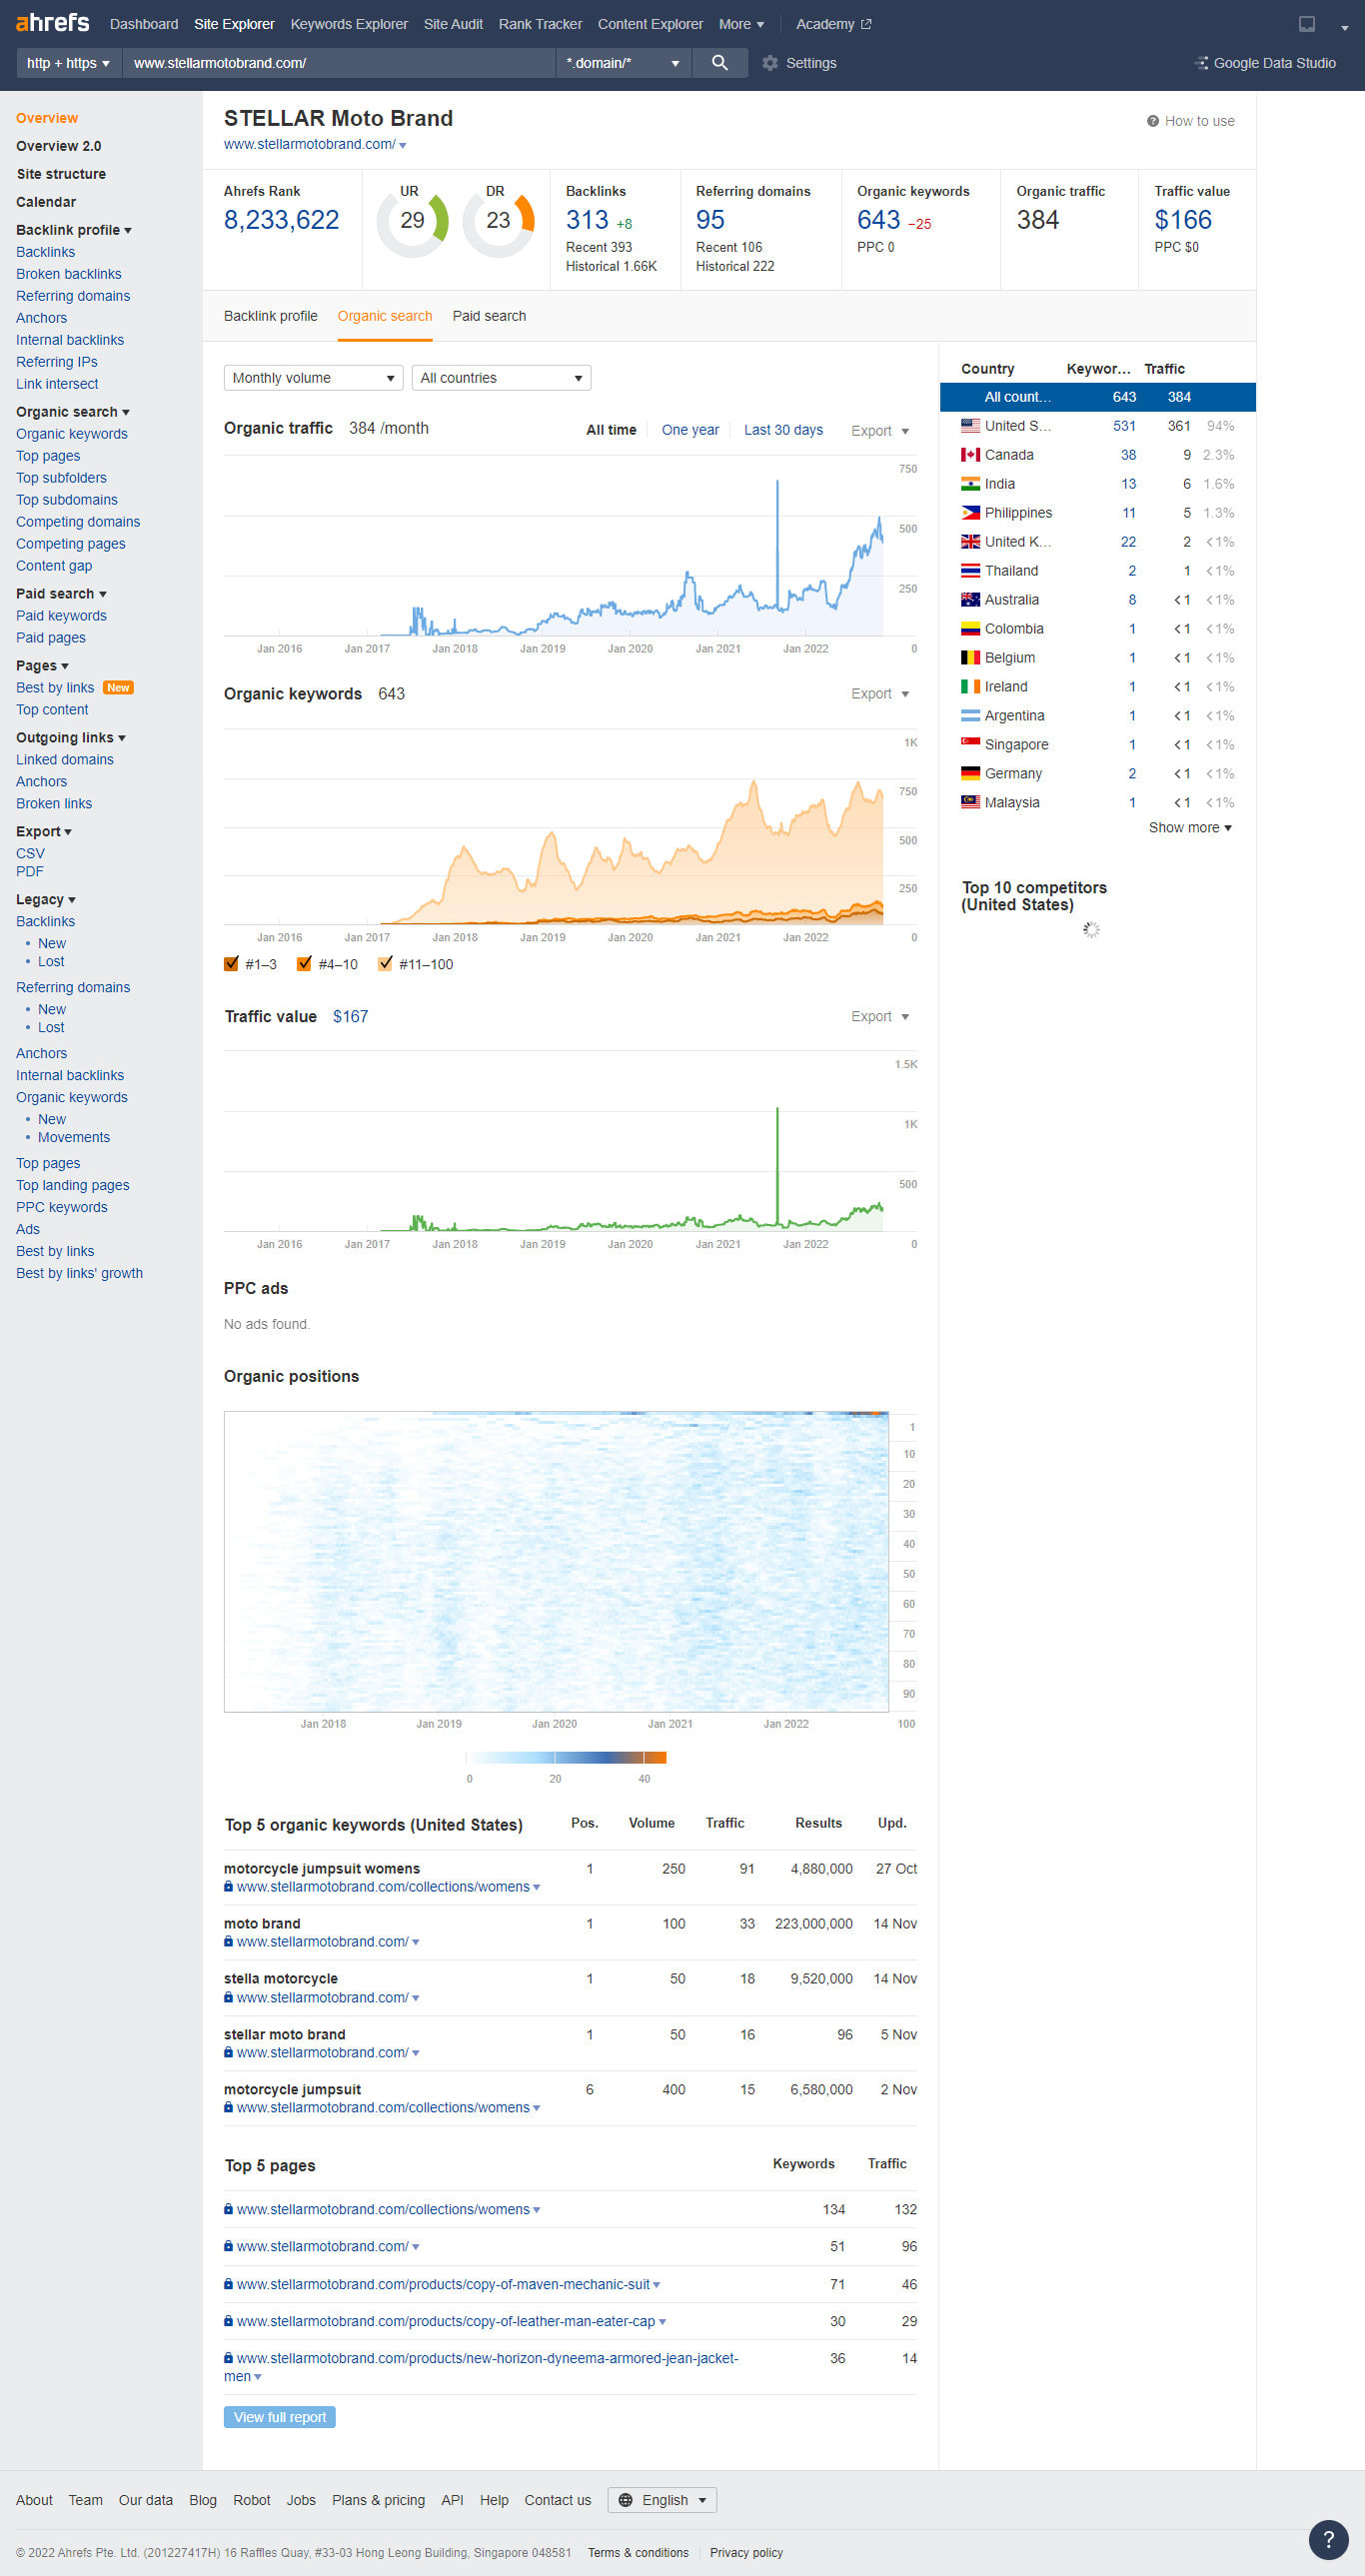 ahrefs Dashboard Site Explorer Keywords Explorer Site Audit Rank Tracker Content Explorer More Academy
http + https www.stellarmotobrand.com/ *.domain/* Settings Google Data Studio
Overview
Overview 2.0
Site structure
Calendar
Backlink profile
Backlinks
Broken backlinks
Referring domains
Anchors
Internal backlinks
Referring IPs
Link intersect
Organic search
Organic keywords
Top pages
Top subfolders
Top subdomains
Competing domains
Competing pages
Content gap
Paid search
Paid keywords
Paid pages
Pages
Best by links New
Top content
Outgoing links
Linked domains
Anchors
Broken links
Export
CSV
PDF
Legacy
Backlinks
• New
• Lost
Referring domains
• New
• Lost
Anchors
Internal backlinks
Organic keywords
• New
• Movements
Top pages
Top landing pages
PPC keywords
Ads
Best by links
Best by links' growth
STELLAR Moto Brand
How to use
www.stellarmotobrand.com/
Ahrefs Rank UR DR Backlinks Referring domains Organic keywords Organic traffic Traffic value
8,233,622 29 23 313 +8 95 643 −25 384 $166
Recent 393 Recent 106 PPC 0 PPC $0
Historical 1.66K Historical 222
Backlink profile Organic search Paid search
Monthly volume All countries
Organic traffic 384 /month All time One year Last 30 days Export
750
500
250
Jan 2016 Jan 2017 Jan 2018 Jan 2019 Jan 2020 Jan 2021 Jan 2022 0
Organic keywords 643 Export
1K
750
500
250
Jan 2016 Jan 2017 Jan 2018 Jan 2019 Jan 2020 Jan 2021 Jan 2022 0
#1–3 #4–10 #11–100
Traffic value $167 Export
1.5K
1K
500
Jan 2016 Jan 2017 Jan 2018 Jan 2019 Jan 2020 Jan 2021 Jan 2022 0
PPC ads
No ads found.
Organic positions
1
10
20
30
40
50
60
70
80
90
Jan 2018 Jan 2019 Jan 2020 Jan 2021 Jan 2022 100
0 20 40
Top 5 organic keywords (United States) Pos. Volume Traffic Results Upd.
motorcycle jumpsuit womens 1 250 91 4,880,000 27 Oct
www.stellarmotobrand.com/collections/womens
moto brand 1 100 33 223,000,000 14 Nov
www.stellarmotobrand.com/
stella motorcycle 1 50 18 9,520,000 14 Nov
www.stellarmotobrand.com/
stellar moto brand 1 50 16 96 5 Nov
www.stellarmotobrand.com/
motorcycle jumpsuit 6 400 15 6,580,000 2 Nov
www.stellarmotobrand.com/collections/womens
Top 5 pages Keywords Traffic
www.stellarmotobrand.com/collections/womens 134 132
www.stellarmotobrand.com/ 51 96
www.stellarmotobrand.com/products/copy-of-maven-mechanic-suit 71 46
www.stellarmotobrand.com/products/copy-of-leather-man-eater-cap 30 29
www.stellarmotobrand.com/products/new-horizon-dyneema-armored-jean-jacket- 36 14
men
View full report
Country Keywor… Traffic
All count… 643 384
United S… 531 361 94%
Canada 38 9 2.3%
India 13 6 1.6%
Philippines 11 5 1.3%
United K… 22 2 <1%
Thailand 2 1 <1%
Australia 8 <1 <1%
Colombia 1 <1 <1%
Belgium 1 <1 <1%
Ireland 1 <1 <1%
Argentina 1 <1 <1%
Singapore 1 <1 <1%
Germany 2 <1 <1%
Malaysia 1 <1 <1%
Show more
Top 10 competitors
(United States)
About Team Our data Blog Robot Jobs Plans & pricing API Help Contact us English
© 2022 Ahrefs Pte. Ltd. (201227417H) 16 Raffles Quay, #33-03 Hong Leong Building, Singapore 048581 Terms & conditions Privacy policy
?